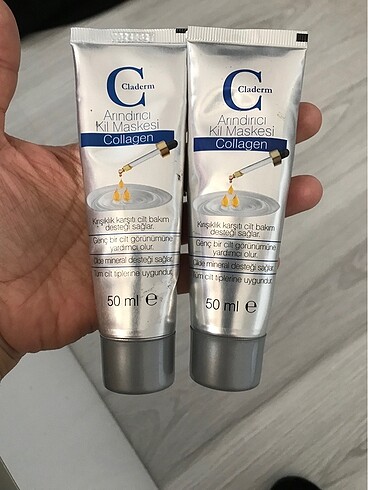 C
Claderm
Arındırıcı
Kil Maskesi
Collagen
Kırışıklık karşıtı cilt bakım
desteği sağlar.
Genç bir cilt görünümüne
yardımcı olur.
Cilde mineral desteği sağlar.
Tüm cilt tiplerine uygundur.
50 ml ℮
C
Claderm
Arındırıcı
Kil Maskesi
Collagen
Kırışıklık karşıtı cilt bakım
desteği sağlar.
Genç bir cilt görünümüne
yardımcı olur.
Cilde mineral desteği sağlar.
Tüm cilt tiplerine uygundur.
50 ml ℮